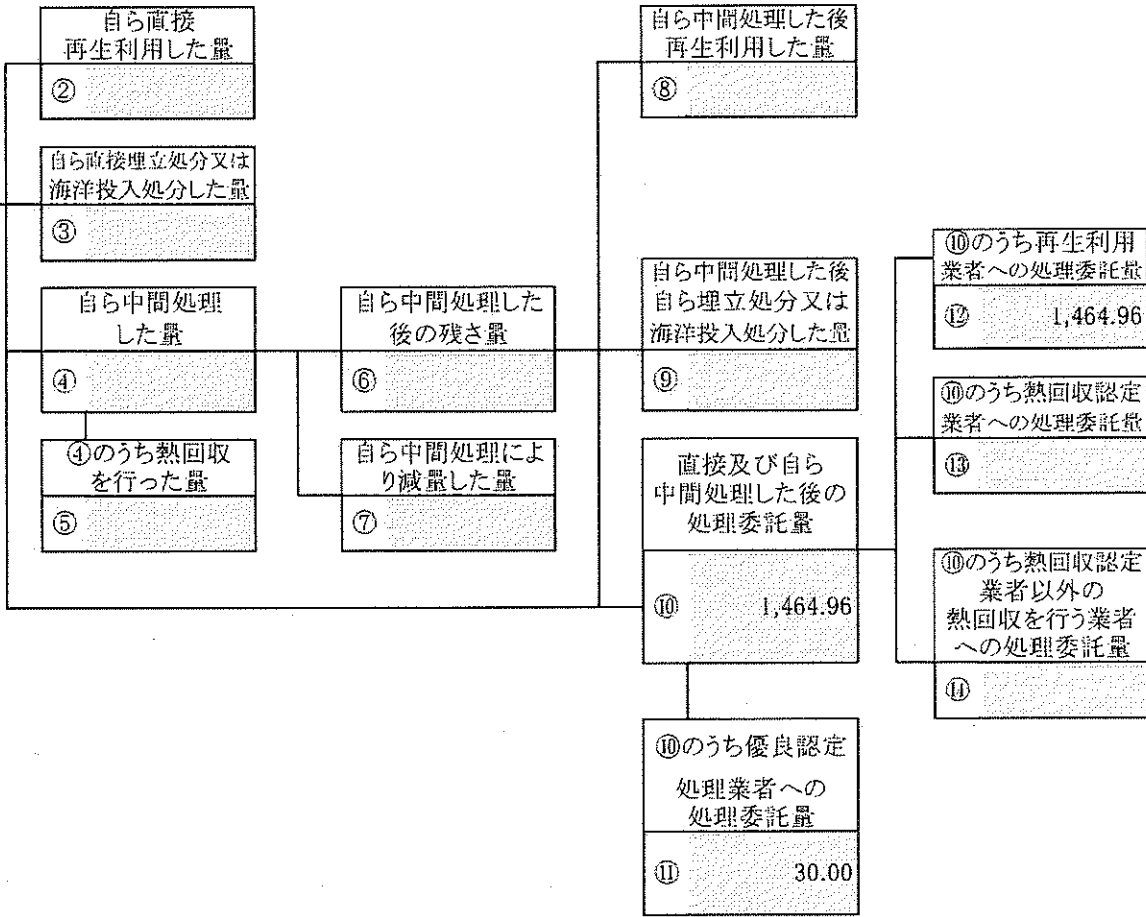 自ら直接
再生利用した量
②
自ら直接埋立処分又は
海洋投入処分した量
③
自ら中間処理
した量
④
④のうち熱回収
を行った量
⑤
自ら中間処理した
後の残さ量
⑥
自ら中間処理によ
り減量した量
⑦
自ら中間処理した後
再生利用した量
⑧
自ら中間処理した後
自ら埋立処分又は
海洋投入処分した量
⑨
直接及び自ら
中間処理した後の
処理委託量
⑩ 1,464.96
⑩のうち優良認定
処理業者への
処理委託量
⑪ 30.00
⑩のうち再生利用
業者への処理委託量
⑫ 1,464.96
⑩のうち熱回収認定
業者への処理委託量
⑬
⑩のうち熱回収認定
業者以外の
熱回収を行う業者
への処理委託量
⑭